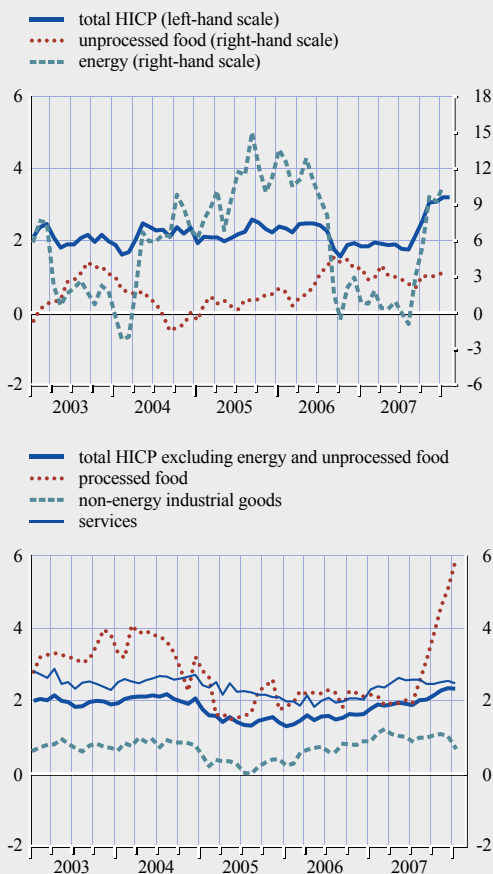 total HICP (left-hand scale)
unprocessed food (right-hand scale)
energy (right-hand scale)
6 18
15
4 12
9
2 6
3
0 0
-3
-2 -6
2003 2004 2005 2006 2007
total HICP excluding energy and unprocessed food
processed food
non-energy industrial goods
services
6 6
4 4
2 2
0 0
-2 -2
2003 2004 2005 2006 2007